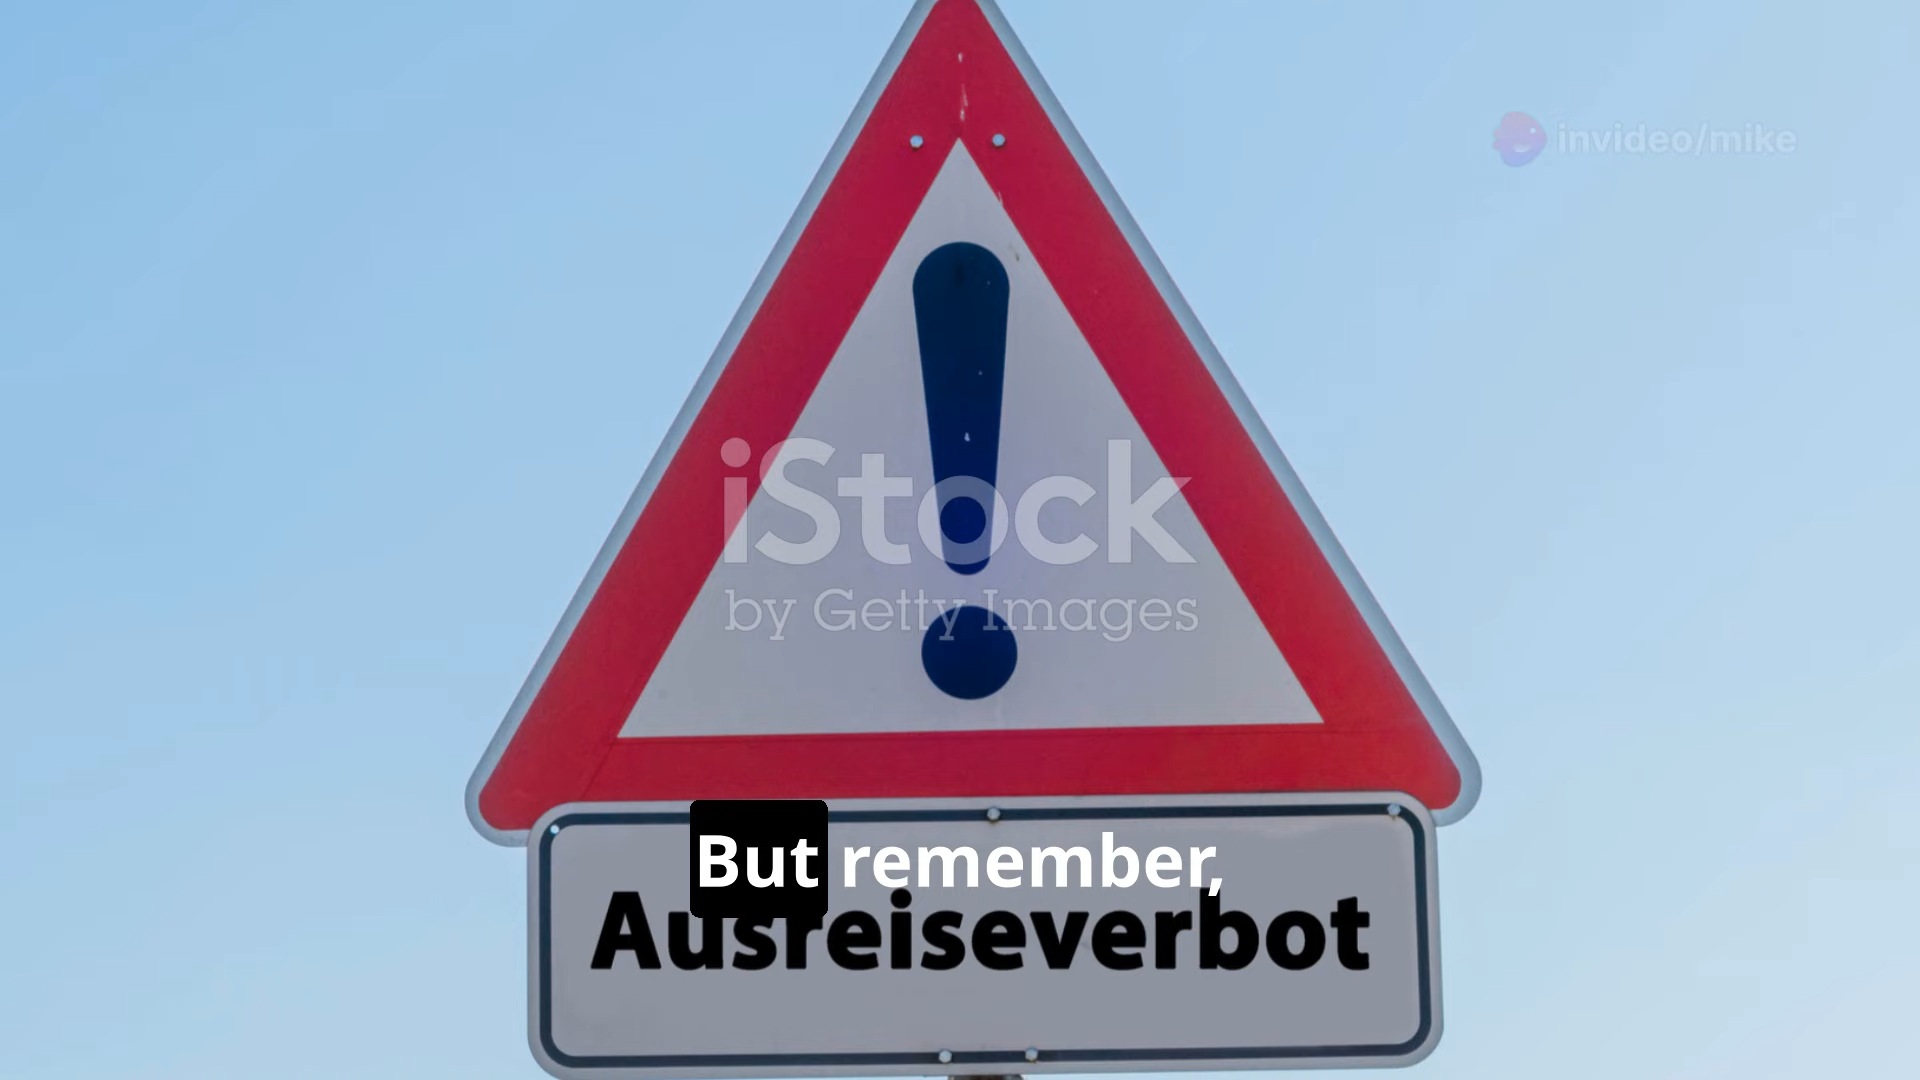 invideo/mike
iStock
by Getty Images
But remember,
Ausreiseverbot